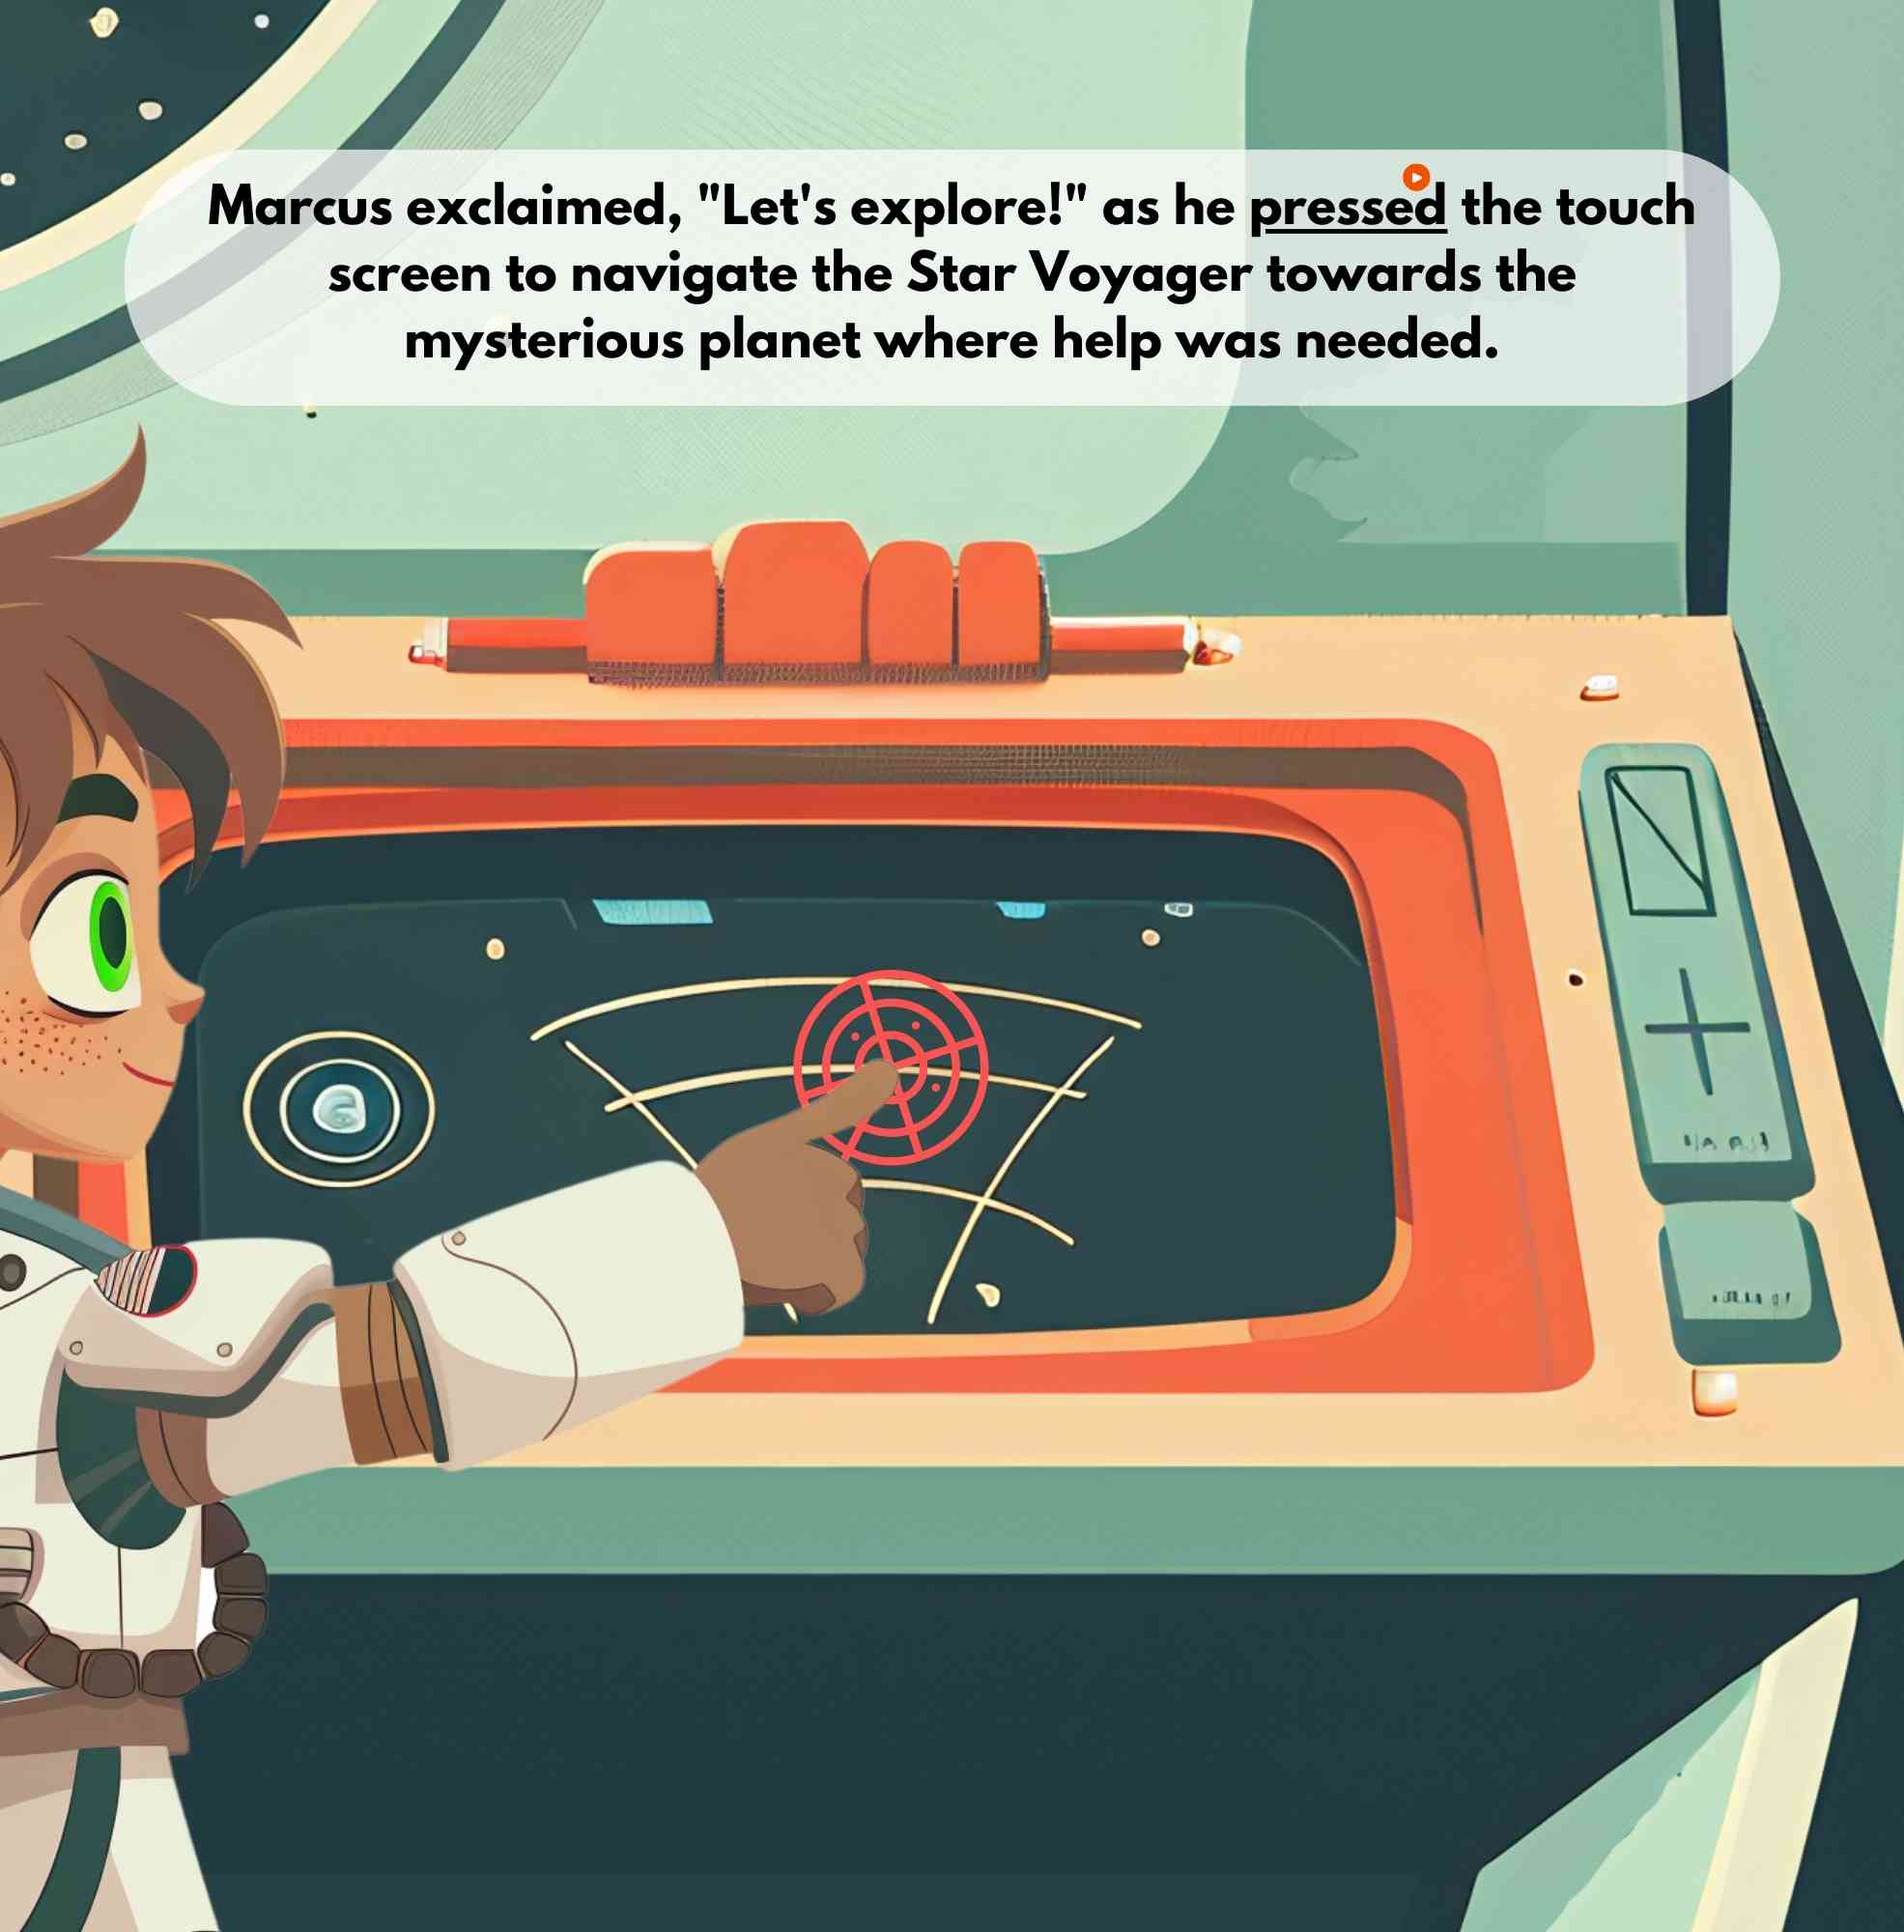 Marcus exclaimed, "Let's explore!" as he pressed the touch
screen to navigate the Star Voyager towards the
mysterious planet where help was needed.